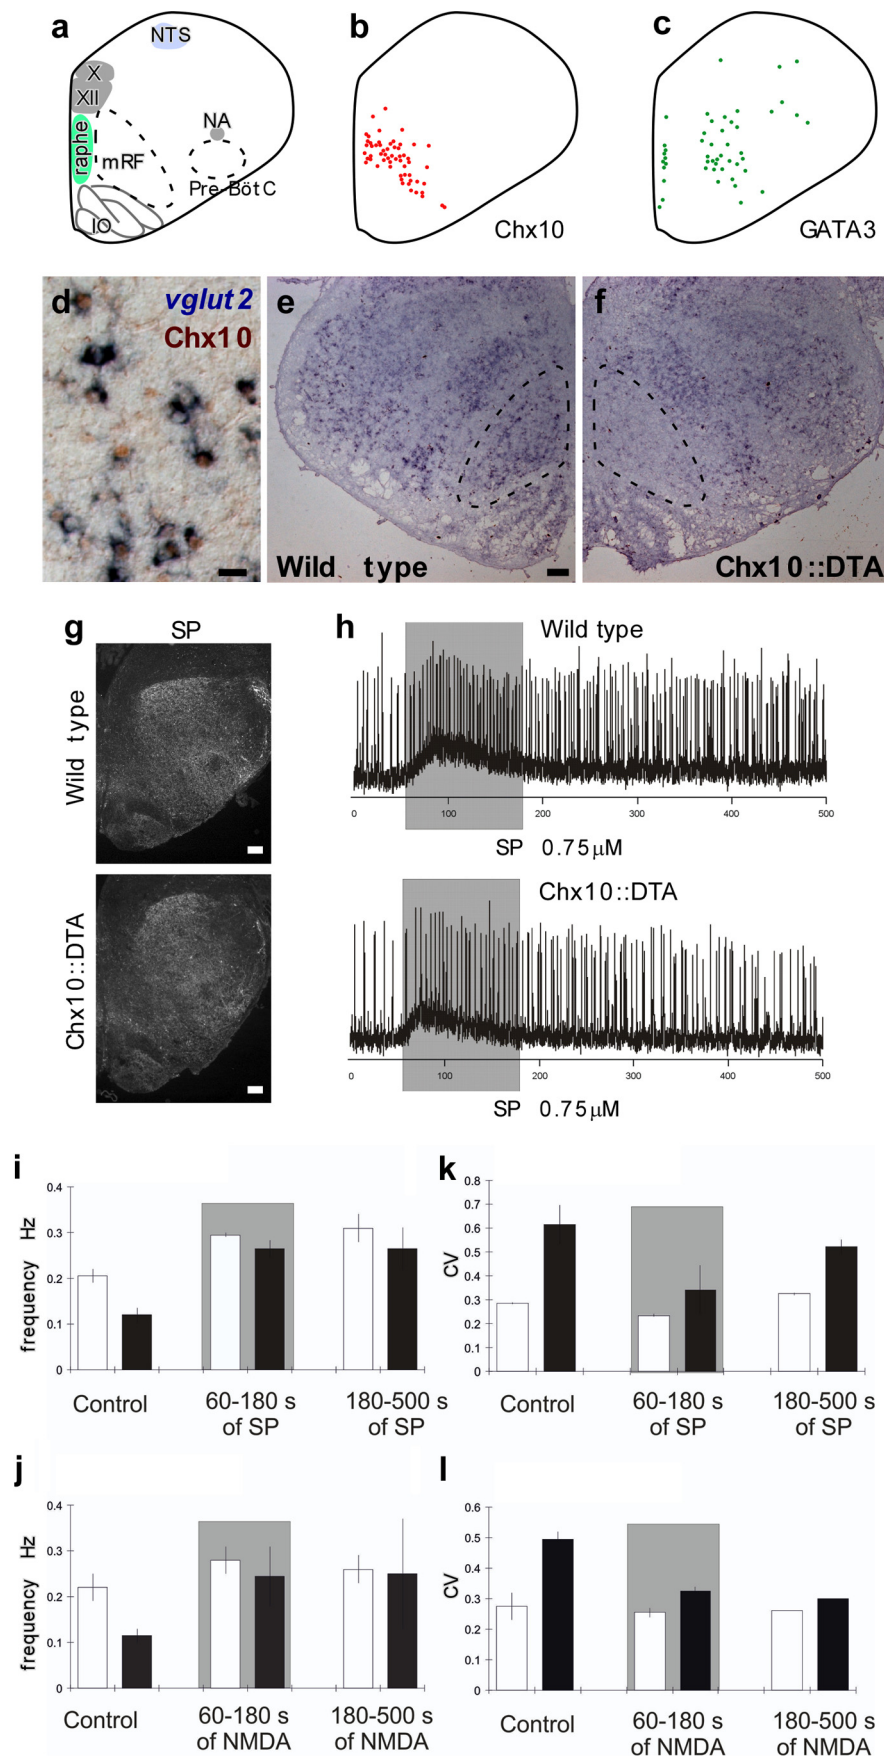 a
NTS
X
XII
raphe
mRF
NA
Pre-BötC
IO
b
Chx10
c
GATA3
d
vglut2
Chx10
e
Wild type
f
Chx10::DTA
g
SP
Wild type
Chx10::DTA
h
Wild type
0 100 200 300 400 500
SP 0.75µM
Chx10::DTA
0 100 200 300 400 500
SP 0.75µM
i
frequency Hz
0.4
0.3
0.2
0.1
0
Control
60-180 s
of SP
180-500 s
of SP
k
CV
0.8
0.7
0.6
0.5
0.4
0.3
0.2
0.1
0
Control
60-180 s
of SP
180-500 s
of SP
j
frequency Hz
0.4
0.3
0.2
0.1
0
Control
60-180 s
of NMDA
180-500 s
of NMDA
l
CV
0.6
0.5
0.4
0.3
0.2
0.1
0
Control
60-180 s
of NMDA
180-500 s
of NMDA